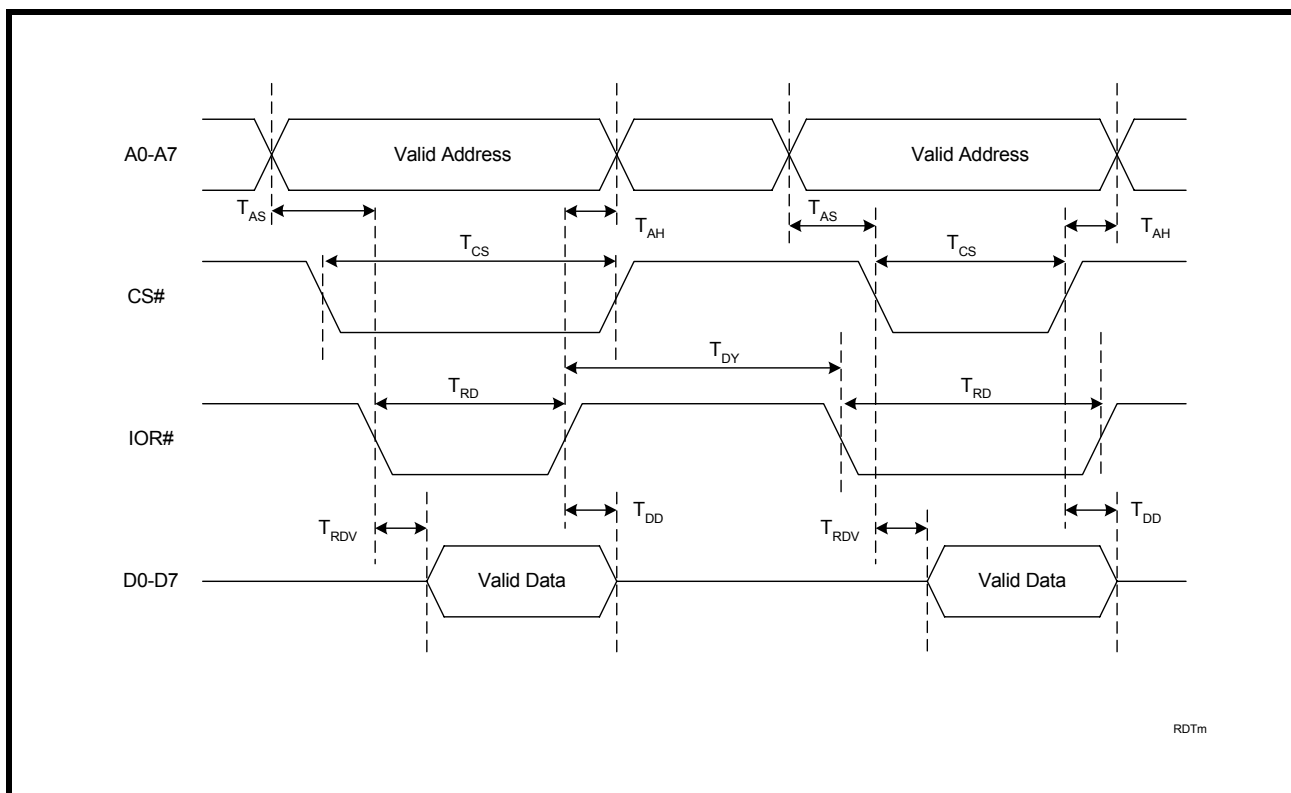 A0-A7
Valid Address
Valid Address
TAS
TAH
TAS
TAH
TCS
TCS
CS#
TDY
TRD
TRD
IOR#
TRDV
TDD
TRDV
TDD
D0-D7
Valid Data
Valid Data
RDTm